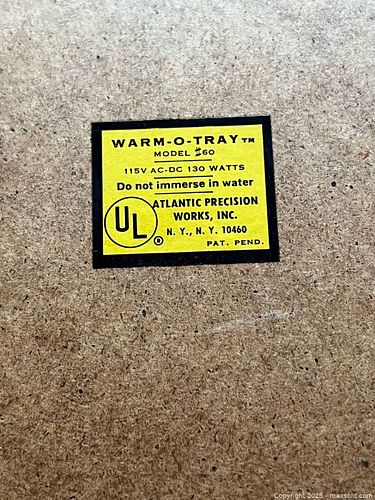 WARM-O-TRAY™
MODEL #60
115V AC-DC 130 WATTS
Do not immerse in water
ATLANTIC PRECISION
WORKS, INC.
UL
®
N. Y., N. Y. 10460
PAT. PEND.
Copyright 2025 - maxsold.com